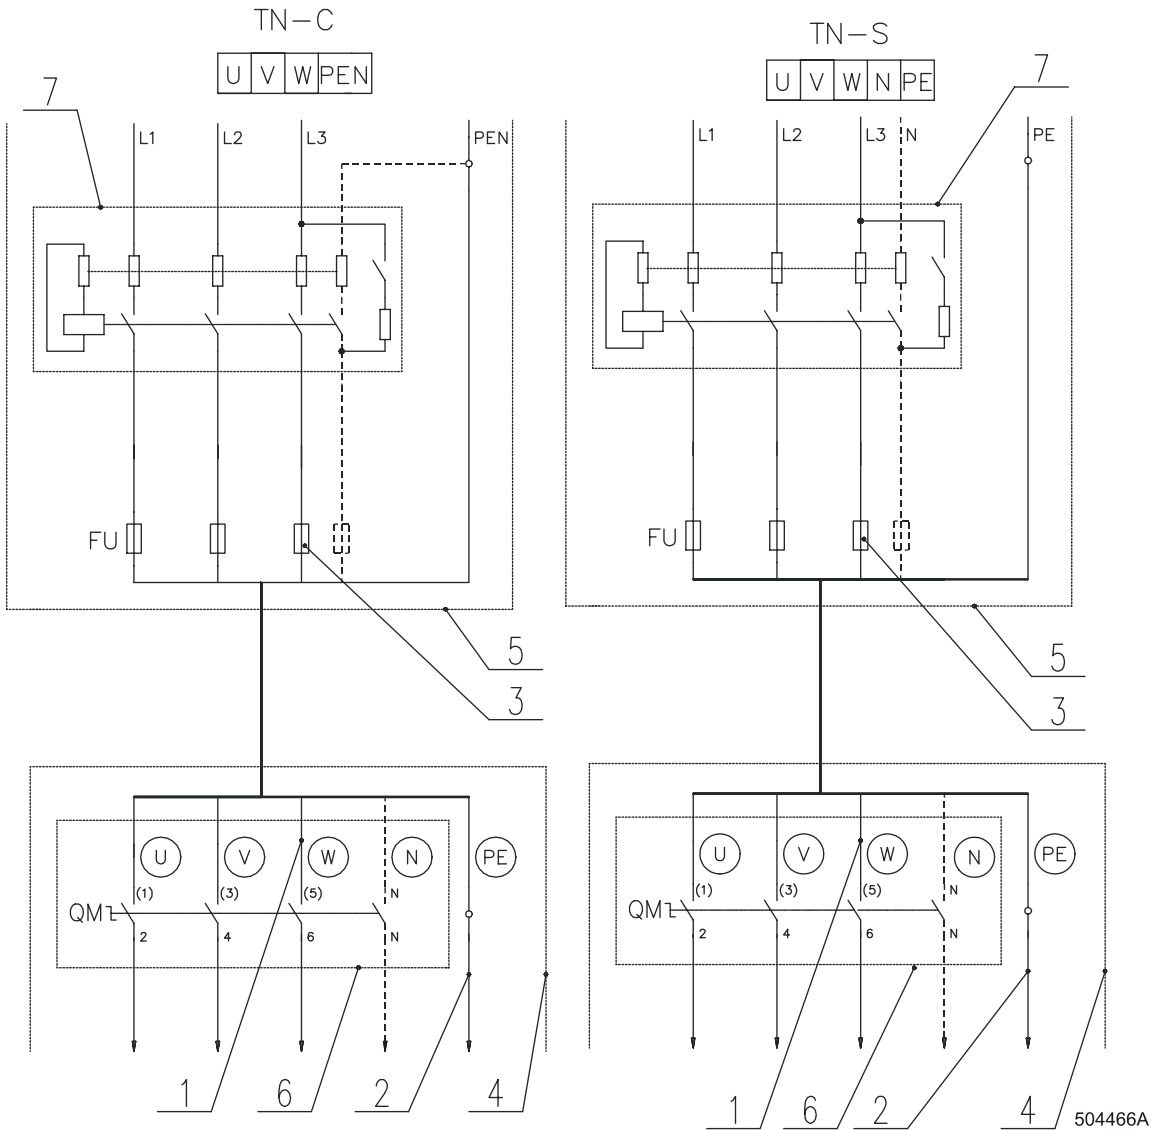 TN-C
TN-S
U V W PEN
U V W N PE
7
7
L1 L2 L3 PEN
L1 L2 L3 N PE
FU
FU
5
5
3
3
U V W N PE
U V W N PE
(1) (3) (5) N
(1) (3) (5) N
QM
QM
2 4 6 N
2 4 6 N
1 6 2 4
1 6 2 4
504466A